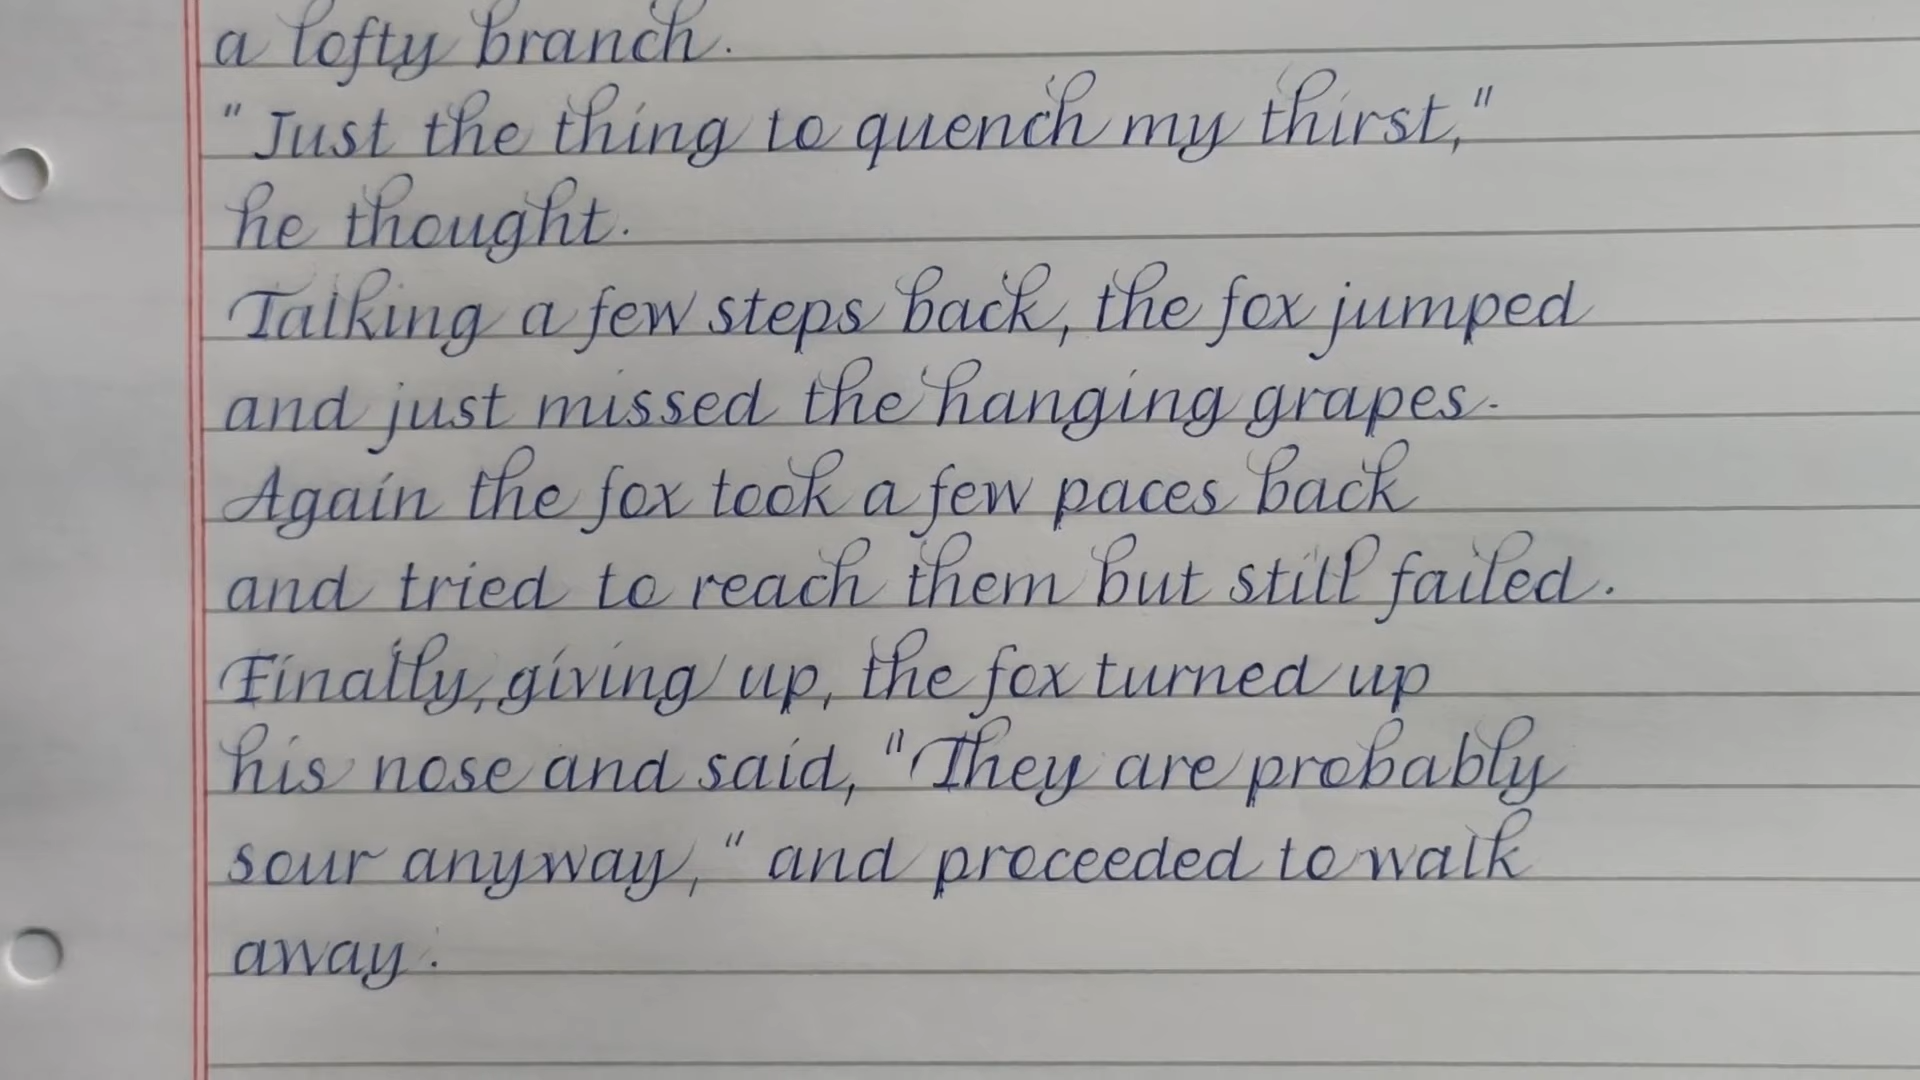 a lofty branch.
"Just the thing to quench my thirst,"
he thought.
Talking a few steps back, the fox jumped
and just missed the hanging grapes.
Again the fox took a few paces back
and tried to reach them but still failed.
Finally, giving up, the fox turned up
his nose and said, "They are probably
sour anyway," and proceeded to walk
away.